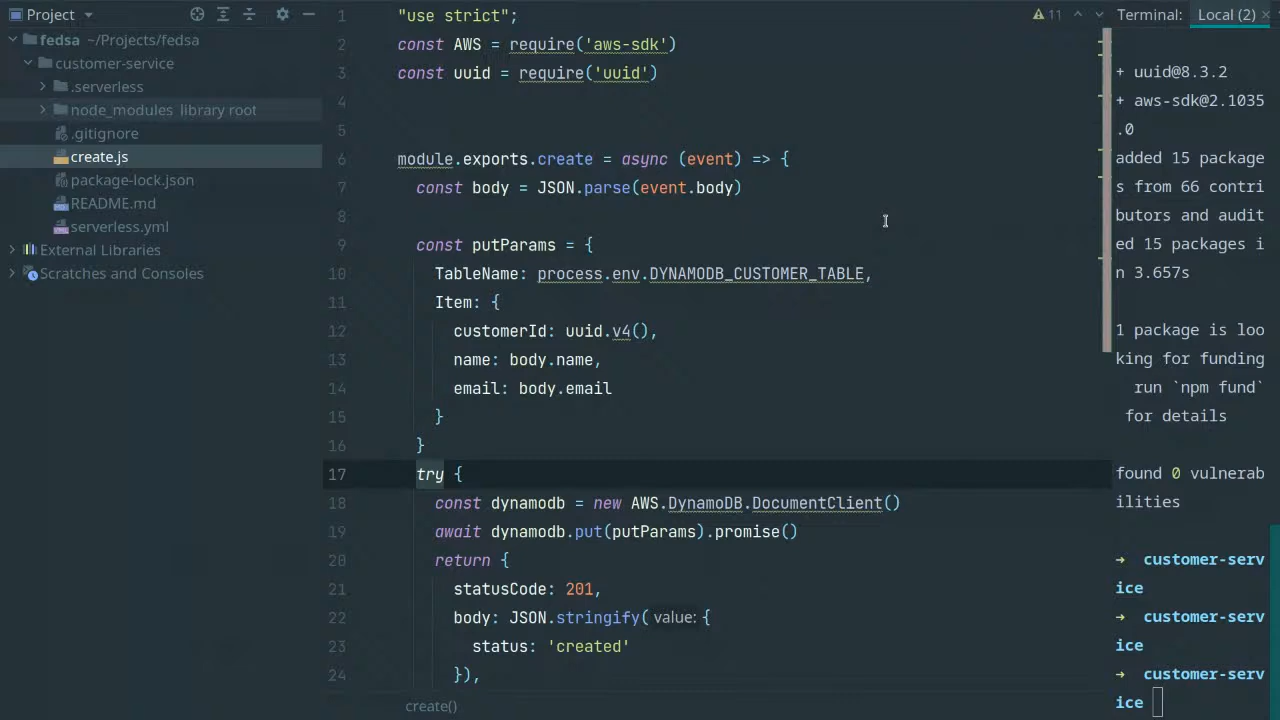 Project
fedsa ~/Projects/fedsa
customer-service
.serverless
node_modules library root
.gitignore
create.js
package-lock.json
README.md
serverless.yml
External Libraries
Scratches and Consoles
11
1 "use strict";
2 const AWS = require('aws-sdk')
3 const uuid = require('uuid')
4
5
6 module.exports.create = async (event) => {
7 const body = JSON.parse(event.body)
8
9 const putParams = {
10 TableName: process.env.DYNAMODB_CUSTOMER_TABLE,
11 Item: {
12 customerId: uuid.v4(),
13 name: body.name,
14 email: body.email
15 }
16 }
17 try {
18 const dynamodb = new AWS.DynamoDB.DocumentClient()
19 await dynamodb.put(putParams).promise()
20 return {
21 statusCode: 201,
22 body: JSON.stringify( value: {
23 status: 'created'
24 }),
create()
Terminal: Local (2) ×
+ uuid@8.3.2
+ aws-sdk@2.1035
.0
added 15 package
s from 66 contri
butors and audit
ed 15 packages i
n 3.657s
1 package is loo
king for funding
run `npm fund`
for details
found 0 vulnerab
ilities
→ customer-serv
ice
→ customer-serv
ice
→ customer-serv
ice